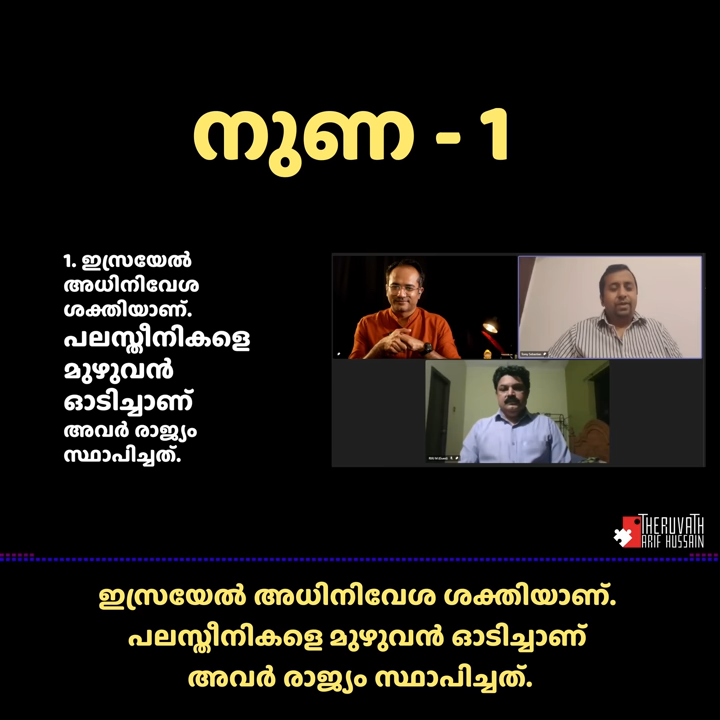 നുണ - 1
1. ഇസ്രയേൽ
അധിനിവേശ
ശക്തിയാണ്.
പലസ്തീനികളെ
മുഴുവൻ
ഓടിച്ചാണ്
അവർ രാജ്യം
സ്ഥാപിച്ചത്.
THERUVATH
ARIF HUSSAIN
ഇസ്രയേൽ അധിനിവേശ ശക്തിയാണ്.
പലസ്തീനികളെ മുഴുവൻ ഓടിച്ചാണ്
അവർ രാജ്യം സ്ഥാപിച്ചത്.